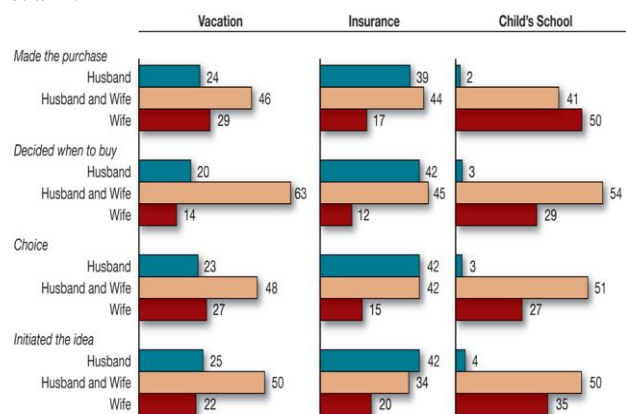 Vacation Insurance Child's School
Made the purchase
Husband 24 39 2
Husband and Wife 46 44 41
Wife 29 17 50
Decided when to buy
Husband 20 42 3
Husband and Wife 63 45 54
Wife 14 12 29
Choice
Husband 23 42 3
Husband and Wife 48 42 51
Wife 27 15 27
Initiated the idea
Husband 25 42 4
Husband and Wife 50 34 50
Wife 22 20 35